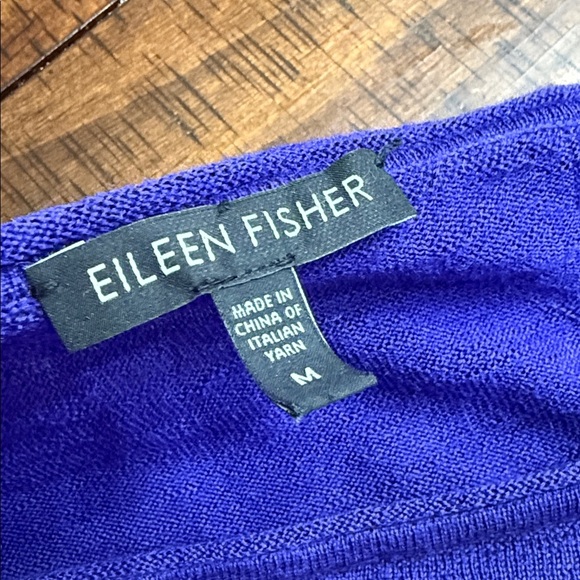 EILEEN FISHER
MADE IN
CHINA OF
ITALIAN
YARN
M